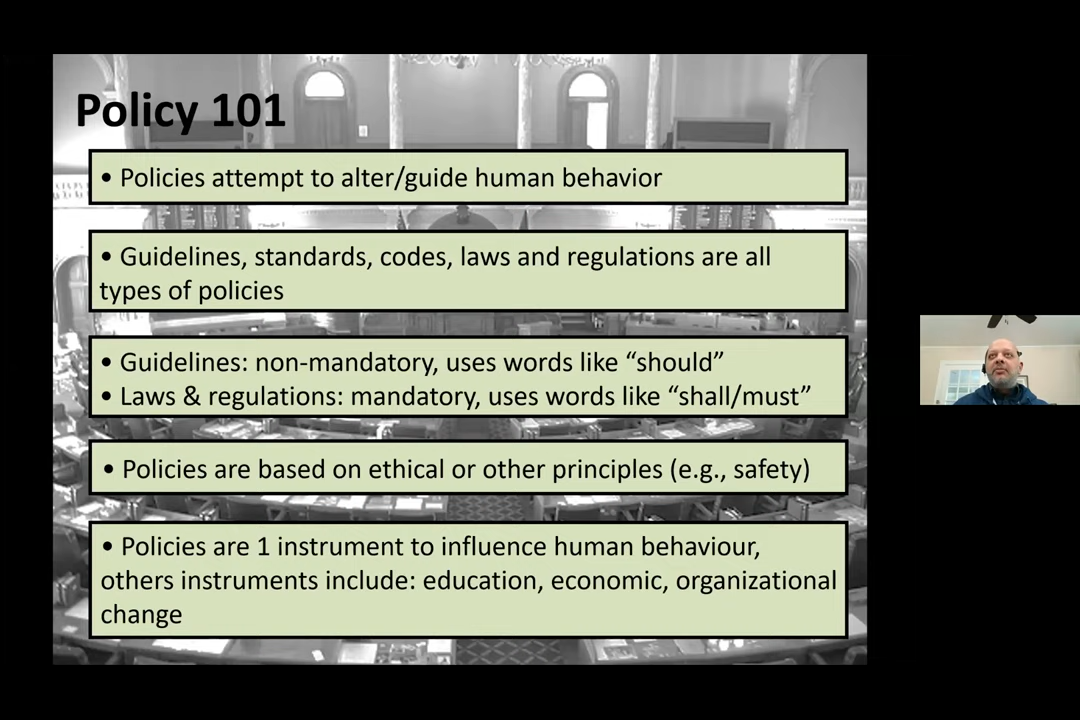 Policy 101
• Policies attempt to alter/guide human behavior
• Guidelines, standards, codes, laws and regulations are all
types of policies
• Guidelines: non-mandatory, uses words like “should”
• Laws & regulations: mandatory, uses words like “shall/must”
• Policies are based on ethical or other principles (e.g., safety)
• Policies are 1 instrument to influence human behaviour,
others instruments include: education, economic, organizational
change